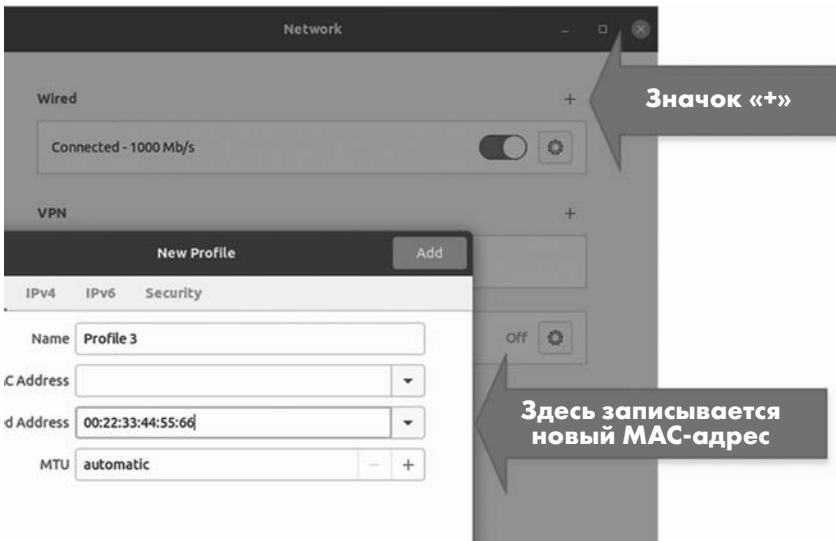 Network
Wired
+
Значок «+»
Connected - 1000 Mb/s
VPN
+
New Profile
Add
IPv4 IPv6 Security
Name Profile 3
Off
C Address
d Address 00:22:33:44:55:66
Здесь записывается
новый MAC-адрес
MTU automatic - +